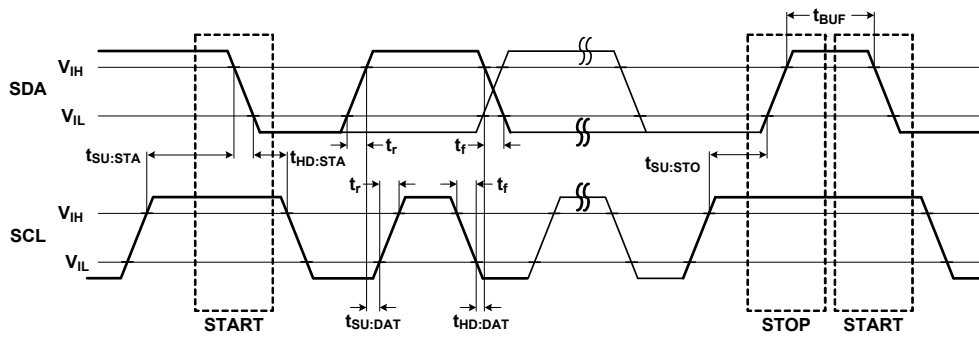 tBUF
VIH
SDA
VIL
tSU:STA
tHD:STA
tr
tf
tSU:STO
tr
tf
VIH
SCL
VIL
tSU:DAT
tHD:DAT
START
STOP
START